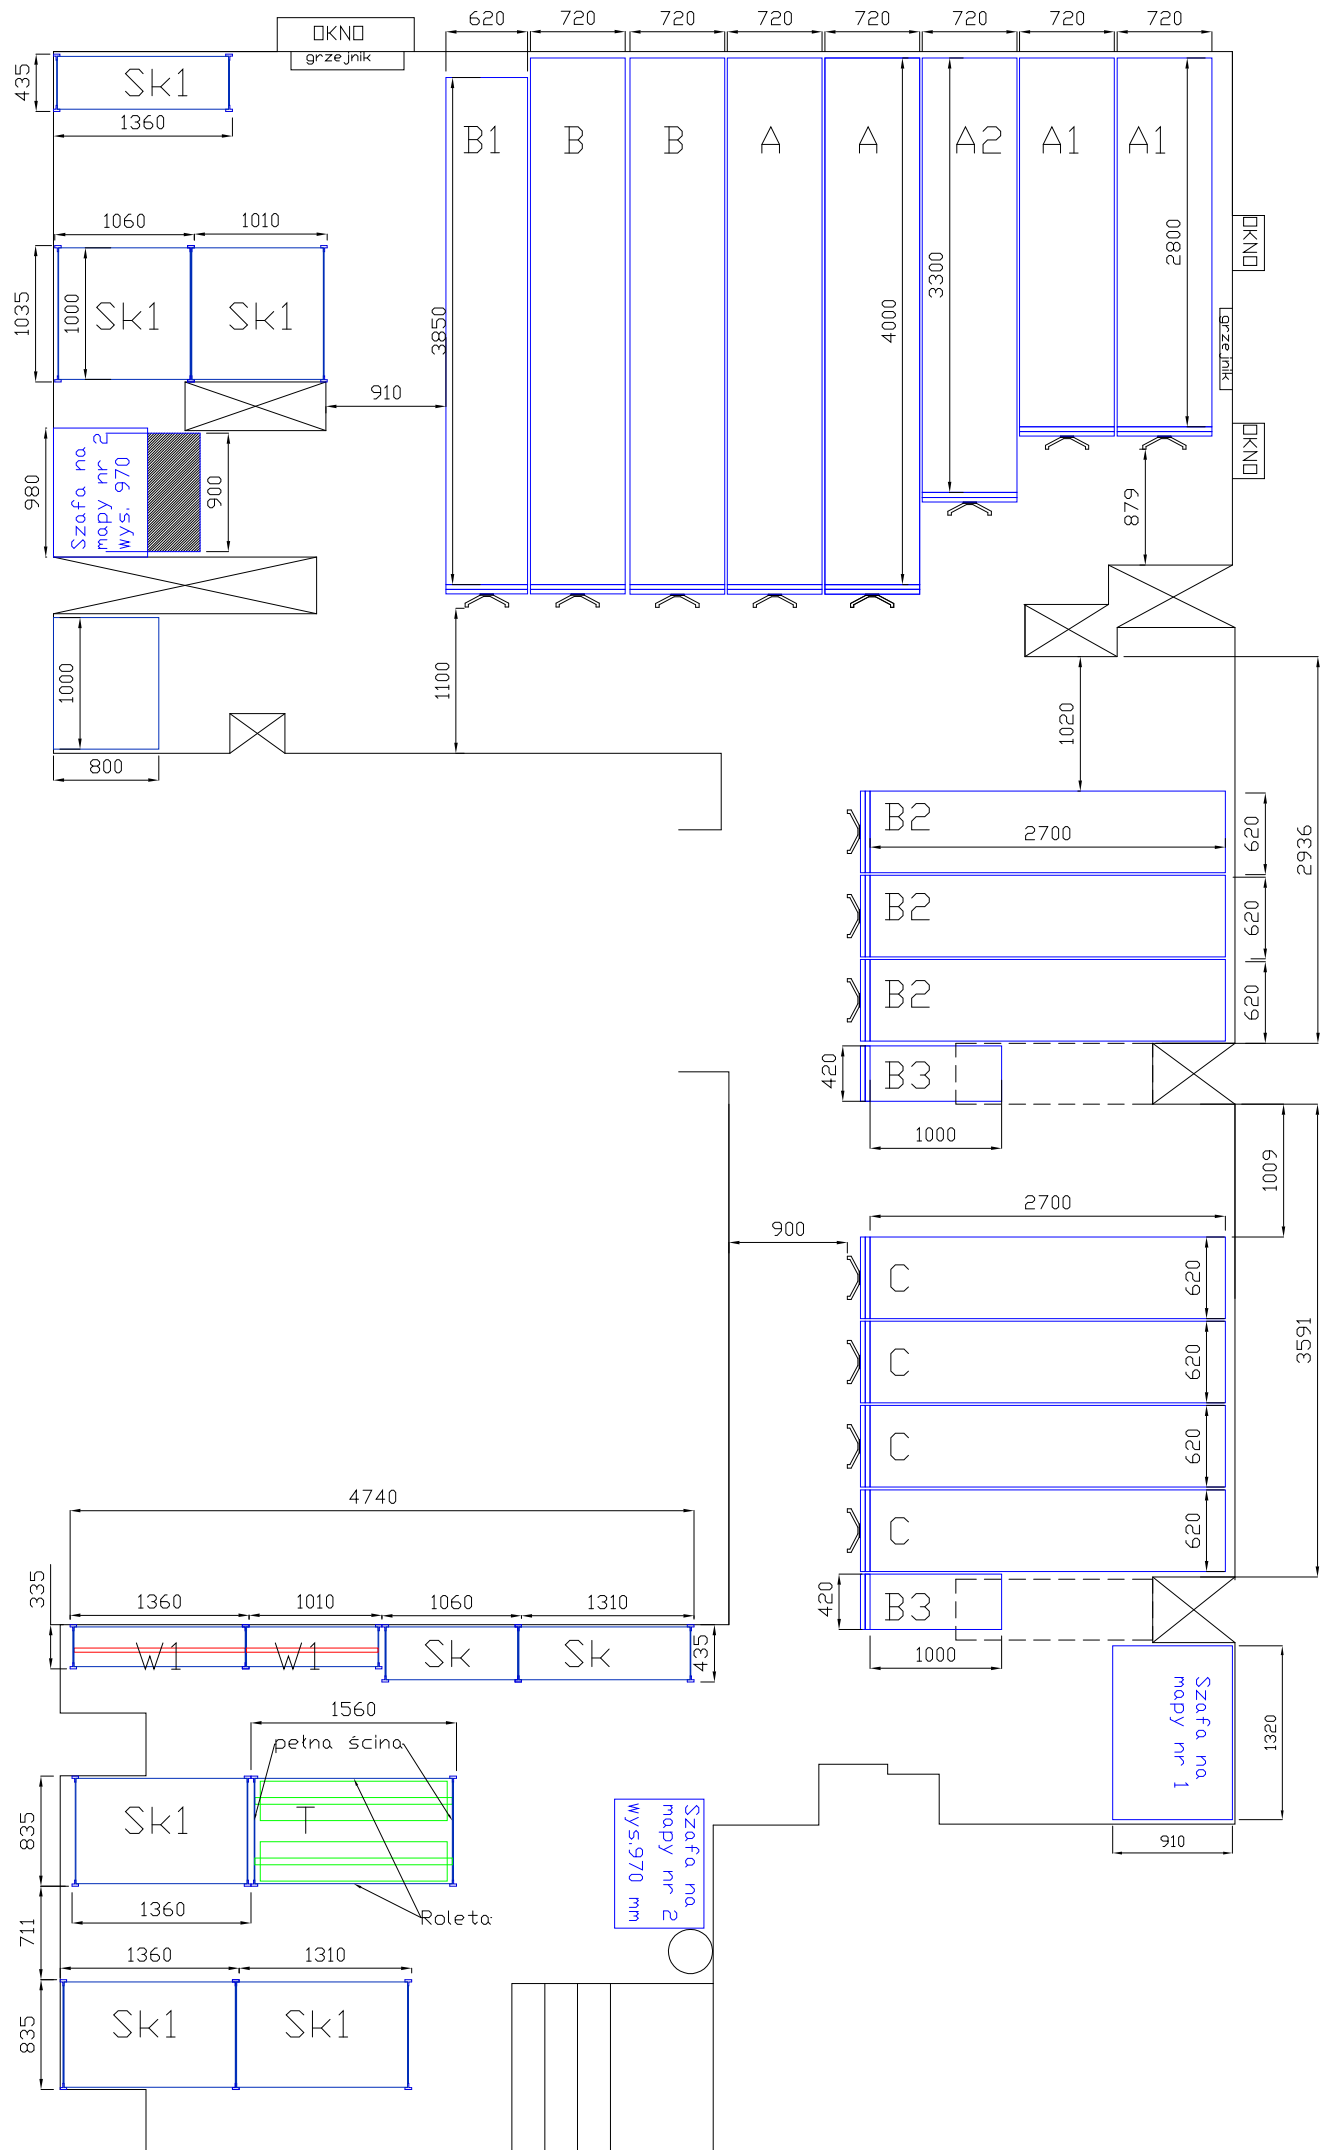 620 720 720 720 720 720 720 720
OKNO
grzejnik
435
Sk1
1360
B1 B B A A A2 A1 A1
1060 1010
1035
1000
Sk1 Sk1
3850
4000
3300
2800
OKNO
grzejnik
OKNO
910
980
Szafa na
mapy nr 2
wys. 970
900
879
1000
800
1100
1020
2936
B2
2700
620
B2
620
B2
620
420
B3
1000
1009
2700
900
C
620
C
620
3591
C
620
C
620
4740
335
1360 1010 1060 1310
W1 W1 Sk Sk
435
420
B3
1000
Szafa na
mapy nr 1
1320
910
1560
pełna ścina
835
Sk1
T
Szafa na
mapy nr 2
wys.970 mm
1360
Roleta
711
1360 1310
835
Sk1 Sk1